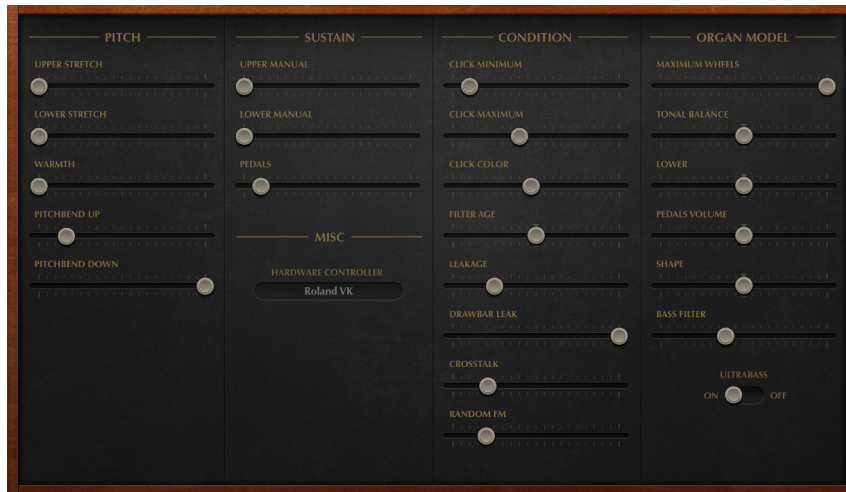 PITCH
UPPER STRETCH
LOWER STRETCH
WARMTH
PITCHBEND UP
PITCHBEND DOWN
SUSTAIN
UPPER MANUAL
LOWER MANUAL
PEDALS
MISC
HARDWARE CONTROLLER
Roland VK
CONDITION
CLICK MINIMUM
CLICK MAXIMUM
CLICK COLOR
FILTER AGE
LEAKAGE
DRAWBAR LEAK
CROSSTALK
RANDOM FM
ORGAN MODEL
MAXIMUM WHEELS
TONAL BALANCE
LOWER
PEDALS VOLUME
SHAPE
BASS FILTER
ULTRABASS
ON OFF